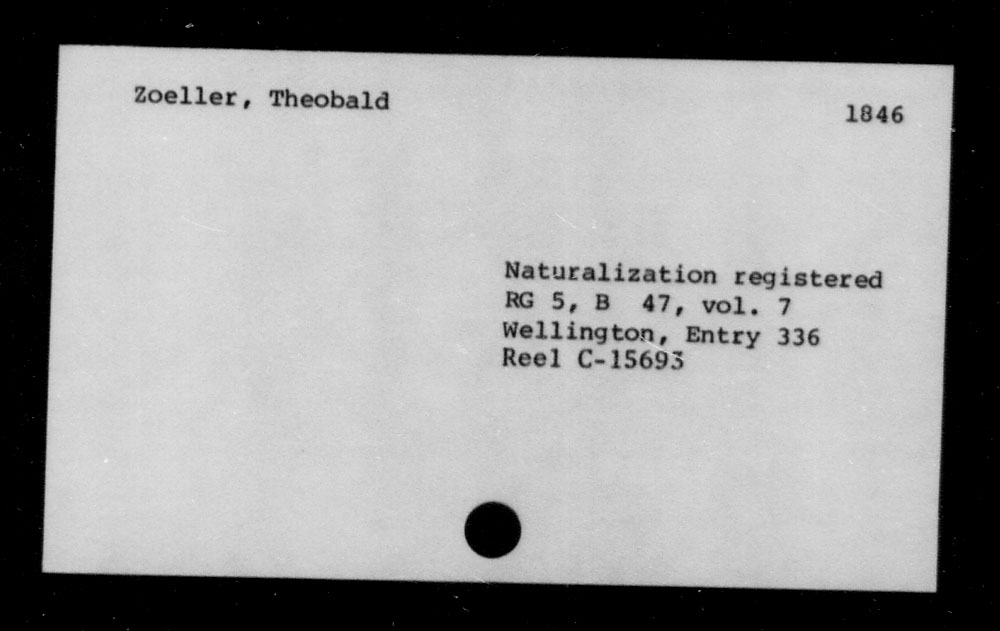 Zoeller, Theobald
1846
Naturalization registered
RG 5, B 47, vol. 7
Wellington, Entry 336
Reel C-15693